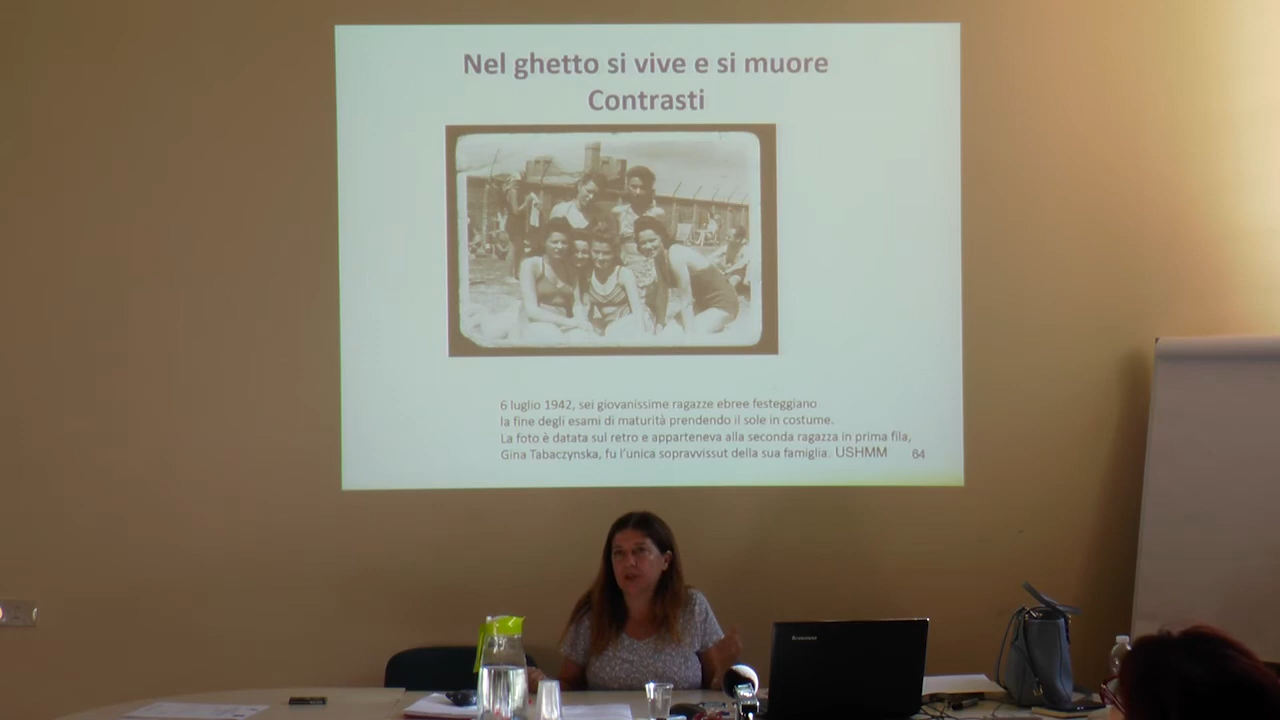 Nel ghetto si vive e si muore
Contrasti
6 luglio 1942, sei giovanissime ragazze ebree festeggiano
la fine degli esami di maturità prendendo il sole in costume.
La foto è datata sul retro e apparteneva alla seconda ragazza in prima fila,
Gina Tabaczynska, fu l'unica sopravvissut della sua famiglia. USHMM
64
lenovo